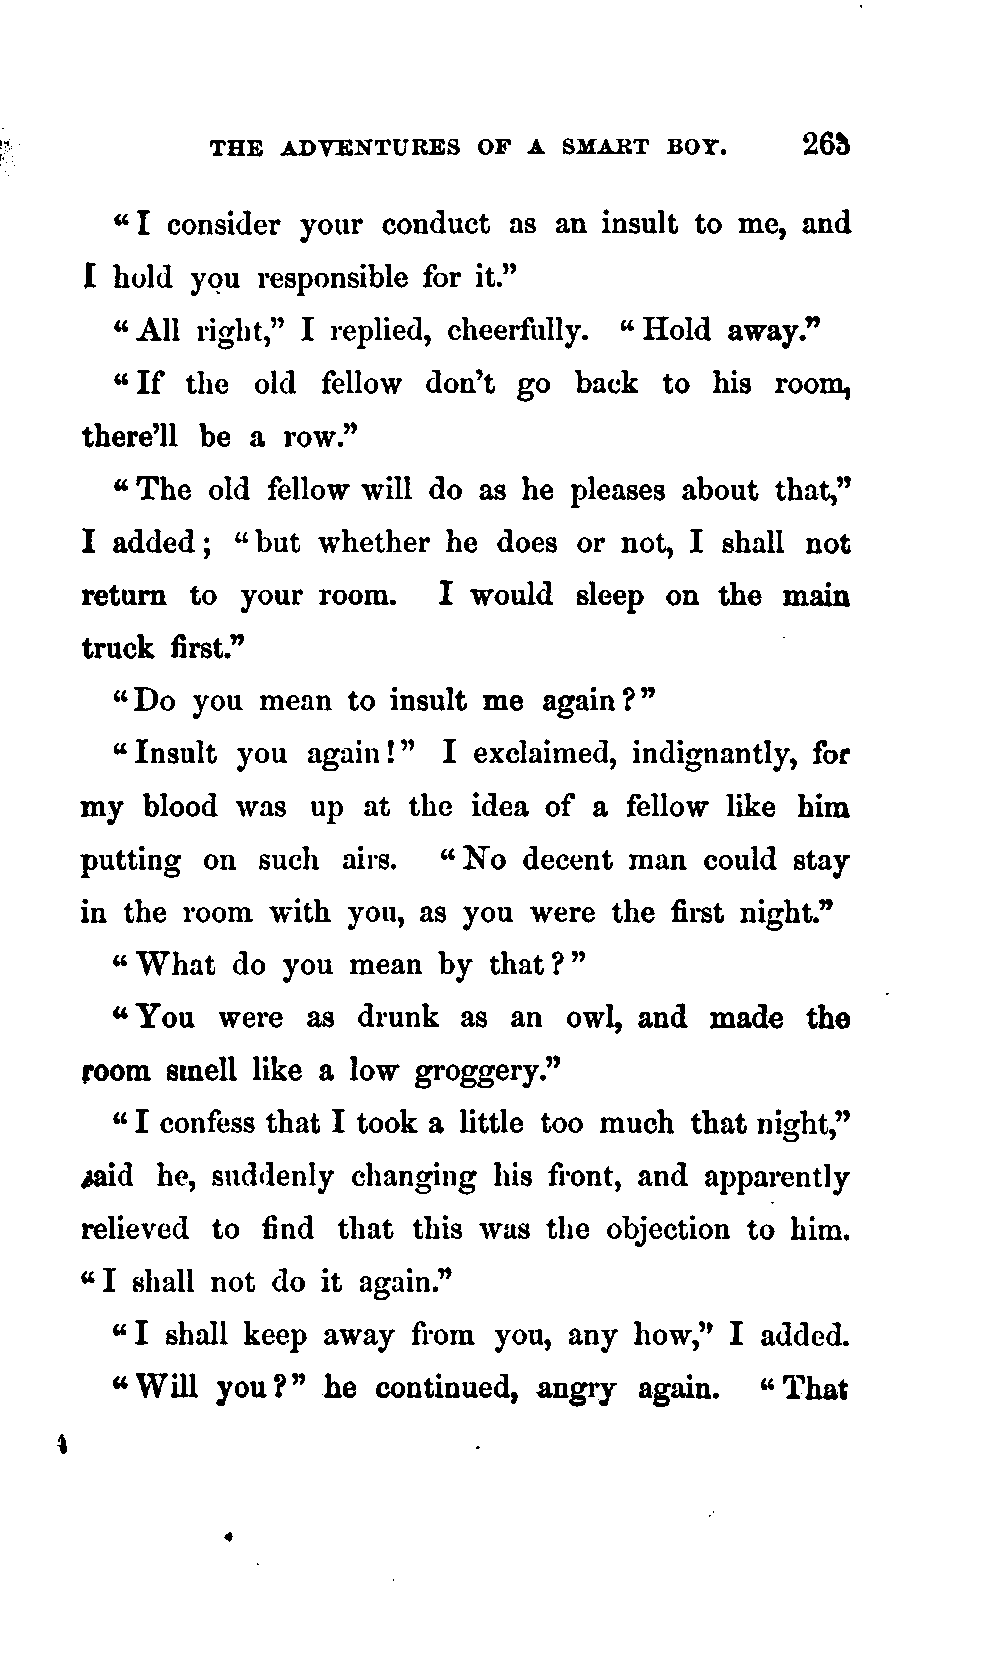 THE ADVENTURES OF A SMART BOY. 265
"I consider your conduct as an insult to me, and
I hold you responsible for it."
"All right," I replied, cheerfully. "Hold away."
"If the old fellow don't go back to his room,
there'll be a row."
"The old fellow will do as he pleases about that,"
I added; "but whether he does or not, I shall not
return to your room. I would sleep on the main
truck first."
"Do you mean to insult me again?"
"Insult you again!" I exclaimed, indignantly, for
my blood was up at the idea of a fellow like him
putting on such airs. "No decent man could stay
in the room with you, as you were the first night."
"What do you mean by that?"
"You were as drunk as an owl, and made the
room smell like a low groggery."
"I confess that I took a little too much that night,"
said he, suddenly changing his front, and apparently
relieved to find that this was the objection to him.
"I shall not do it again."
"I shall keep away from you, any how," I added.
"Will you?" he continued, angry again. "That